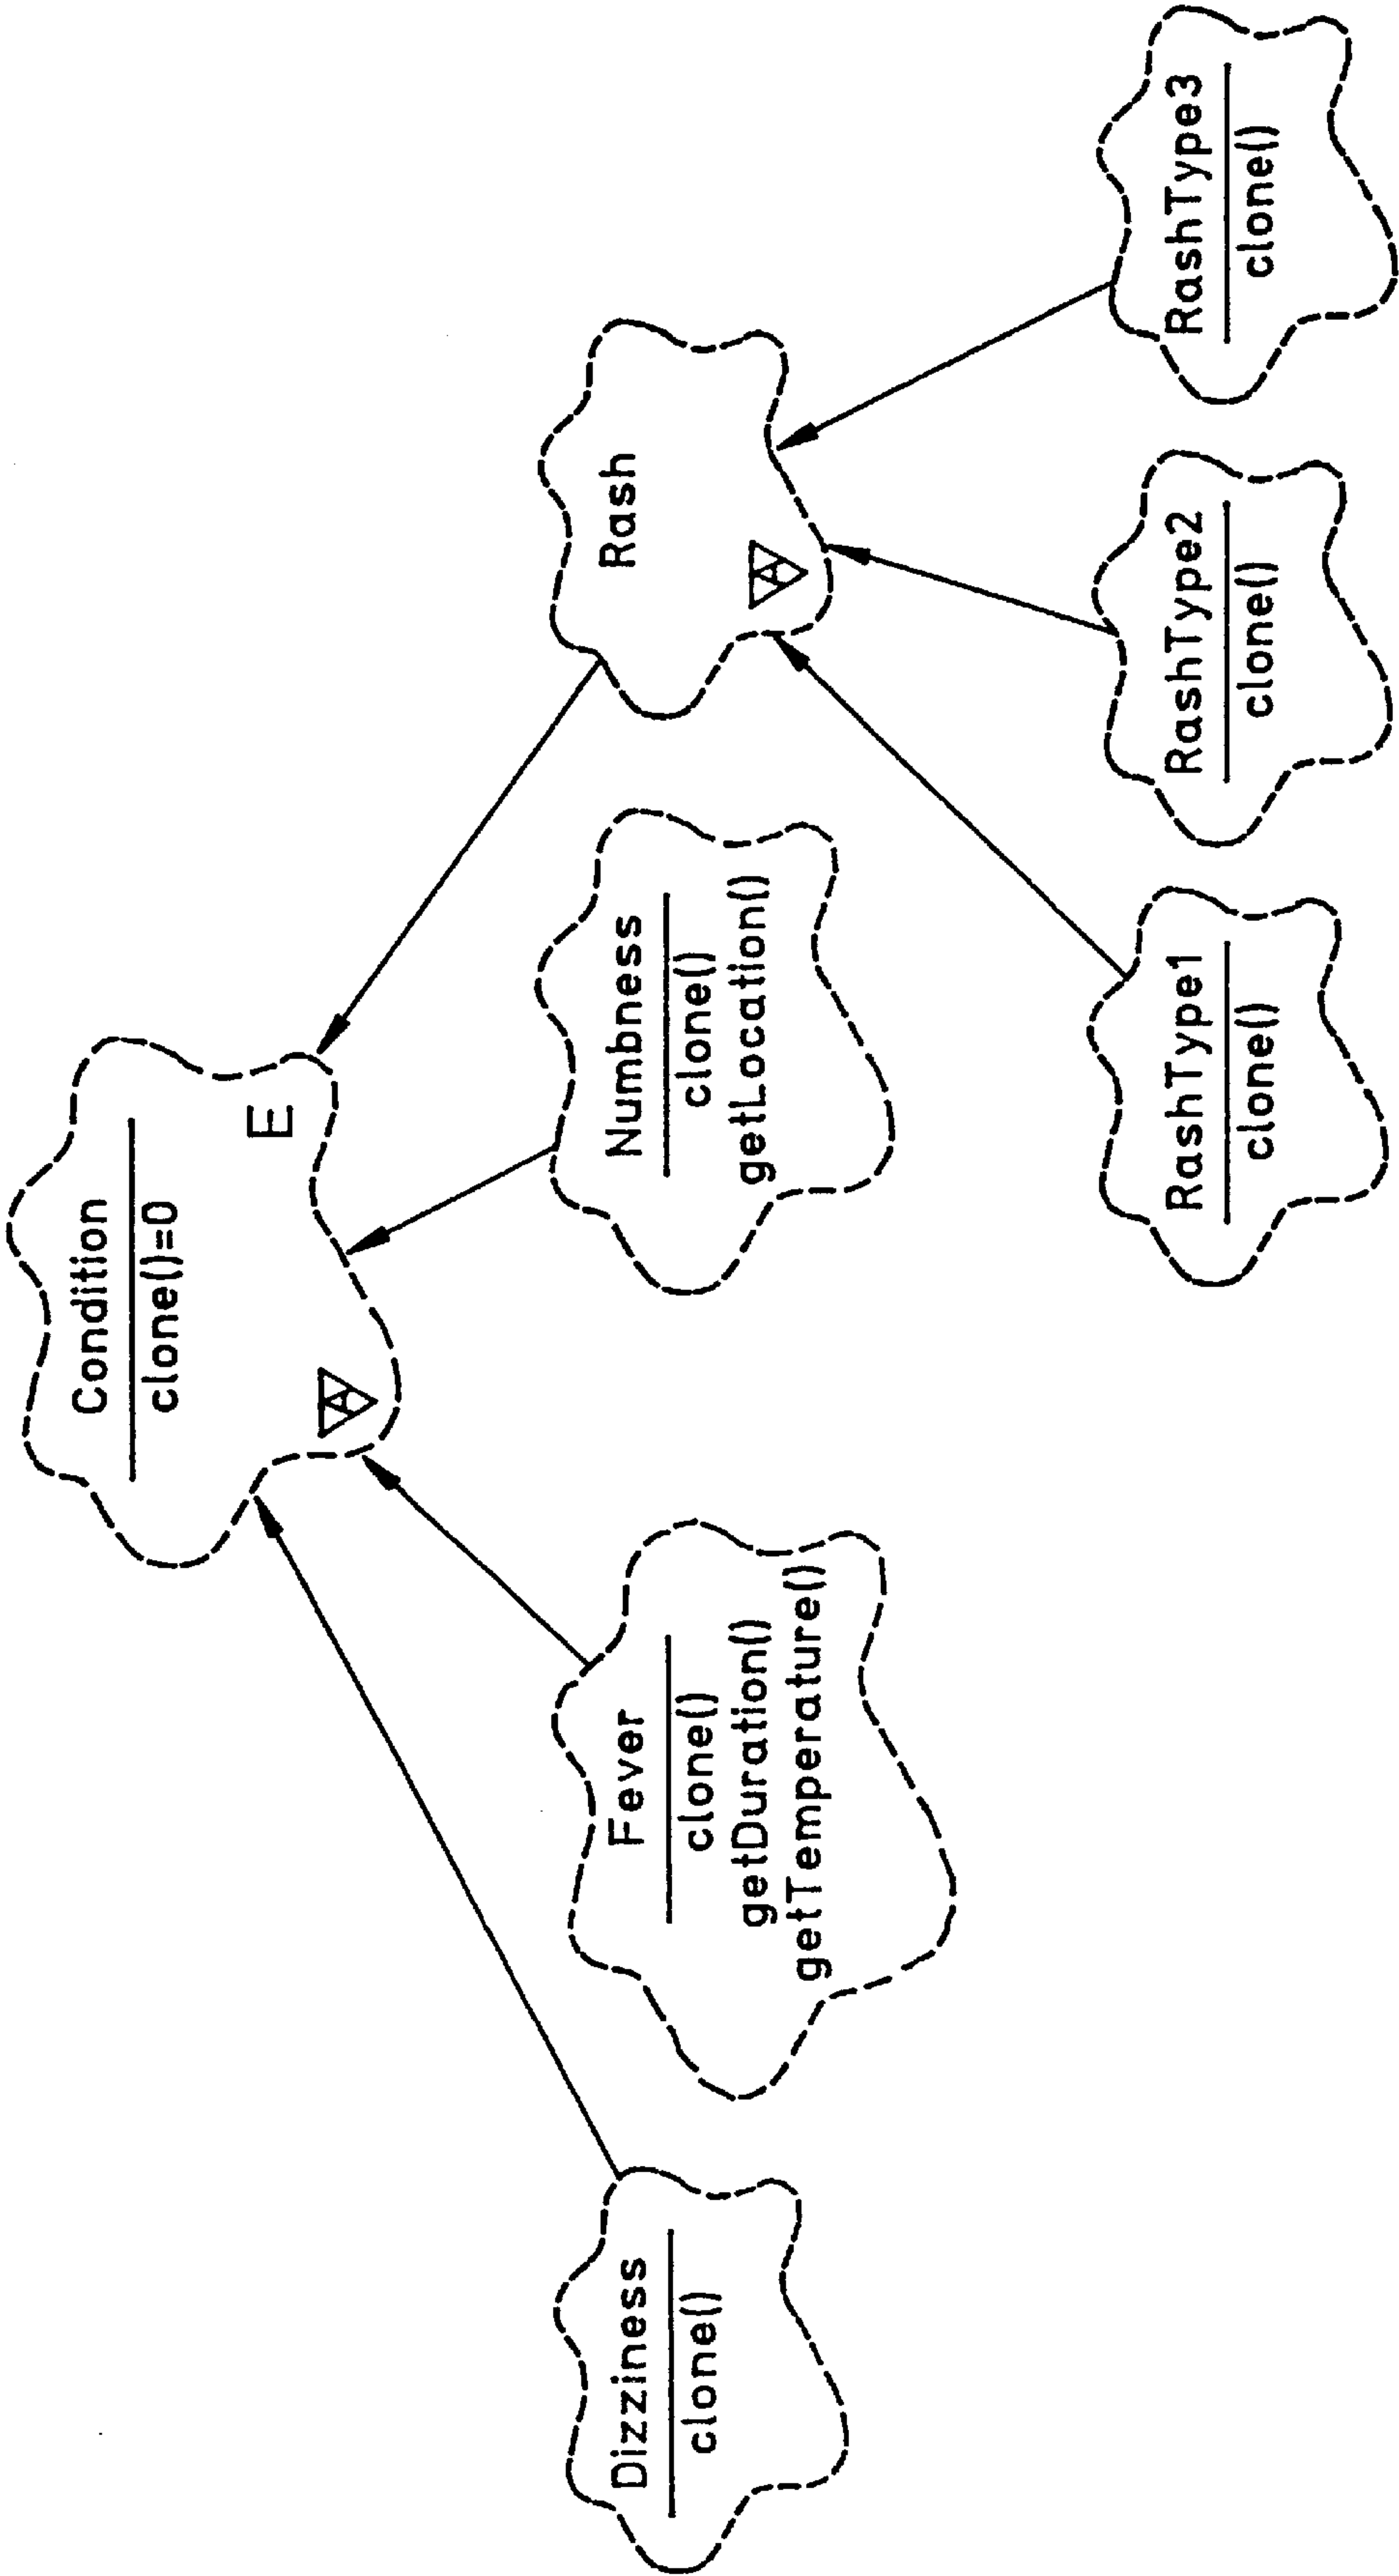 Condition
clone()=0
A
E
Dizziness
clone()
Fever
clone()
getDuration()
getTemperature()
Numbness
clone()
getLocation()
Rash
A
RashType1
clone()
RashType2
clone()
RashType3
clone()